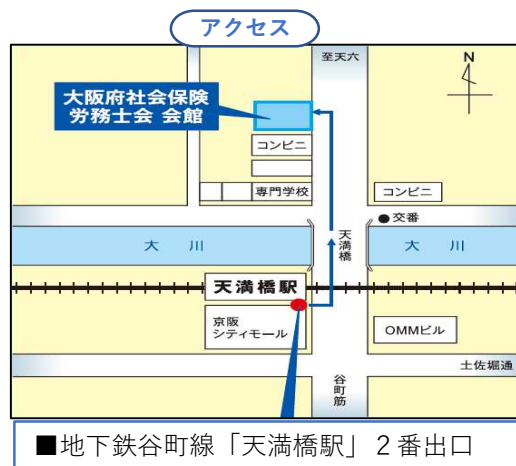 アクセス
至天六
N
大阪府社会保険
労務士会 会館
コンビニ
専門学校
コンビニ
交番
天満橋
大川
大川
天満橋駅
京阪
シティモール
OMMビル
土佐堀通
谷町筋
■地下鉄谷町線「天満橋駅」２番出口